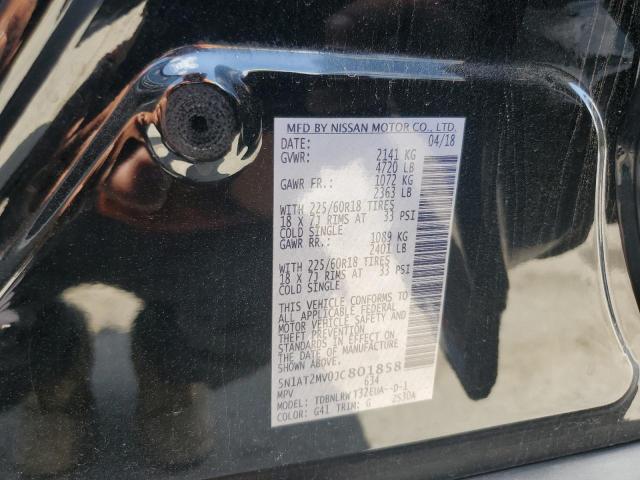 MFD BY NISSAN MOTOR CO., LTD.
DATE: 04/18
GVWR: 2141 KG
4720 LB
GAWR FR.: 1072 KG
2363 LB
WITH 225/60R18 TIRES
18 X 7J RIMS AT 33 PSI
COLD SINGLE
GAWR RR.: 1089 KG
2401 LB
WITH 225/60R18 TIRES
18 X 7J RIMS AT 33 PSI
COLD SINGLE
THIS VEHICLE CONFORMS TO
ALL APPLICABLE FEDERAL
MOTOR VEHICLE SAFETY AND
THEFT PREVENTION
STANDARDS IN EFFECT ON
THE DATE OF MANUFACTURE
SHOWN ABOVE.
5N1AT2MV0JC801858
MPV 634
MODEL: TDBNLRWT32EUA--D-1
COLOR: G41 TRIM: G 2530A